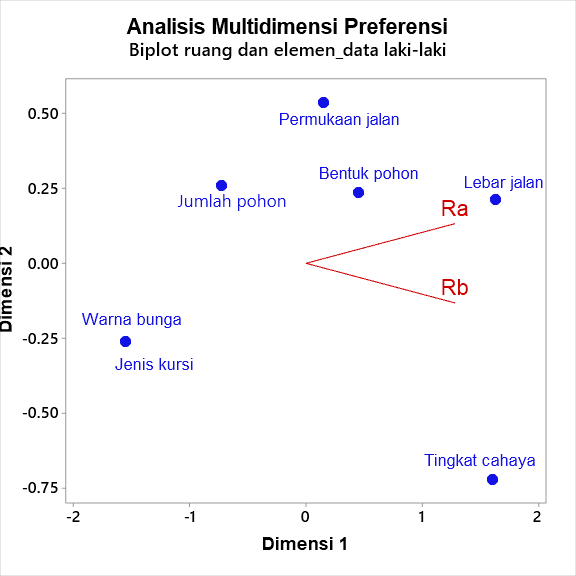 Analisis Multidimensi Preferensi
Biplot ruang dan elemen_data laki-laki
0.50
0.25
0.00
-0.25
-0.50
-0.75
Dimensi 2
Permukaan jalan
Bentuk pohon
Lebar jalan
Jumlah pohon
Ra
Rb
Warna bunga
Jenis kursi
Tingkat cahaya
-2
-1
0
1
2
Dimensi 1